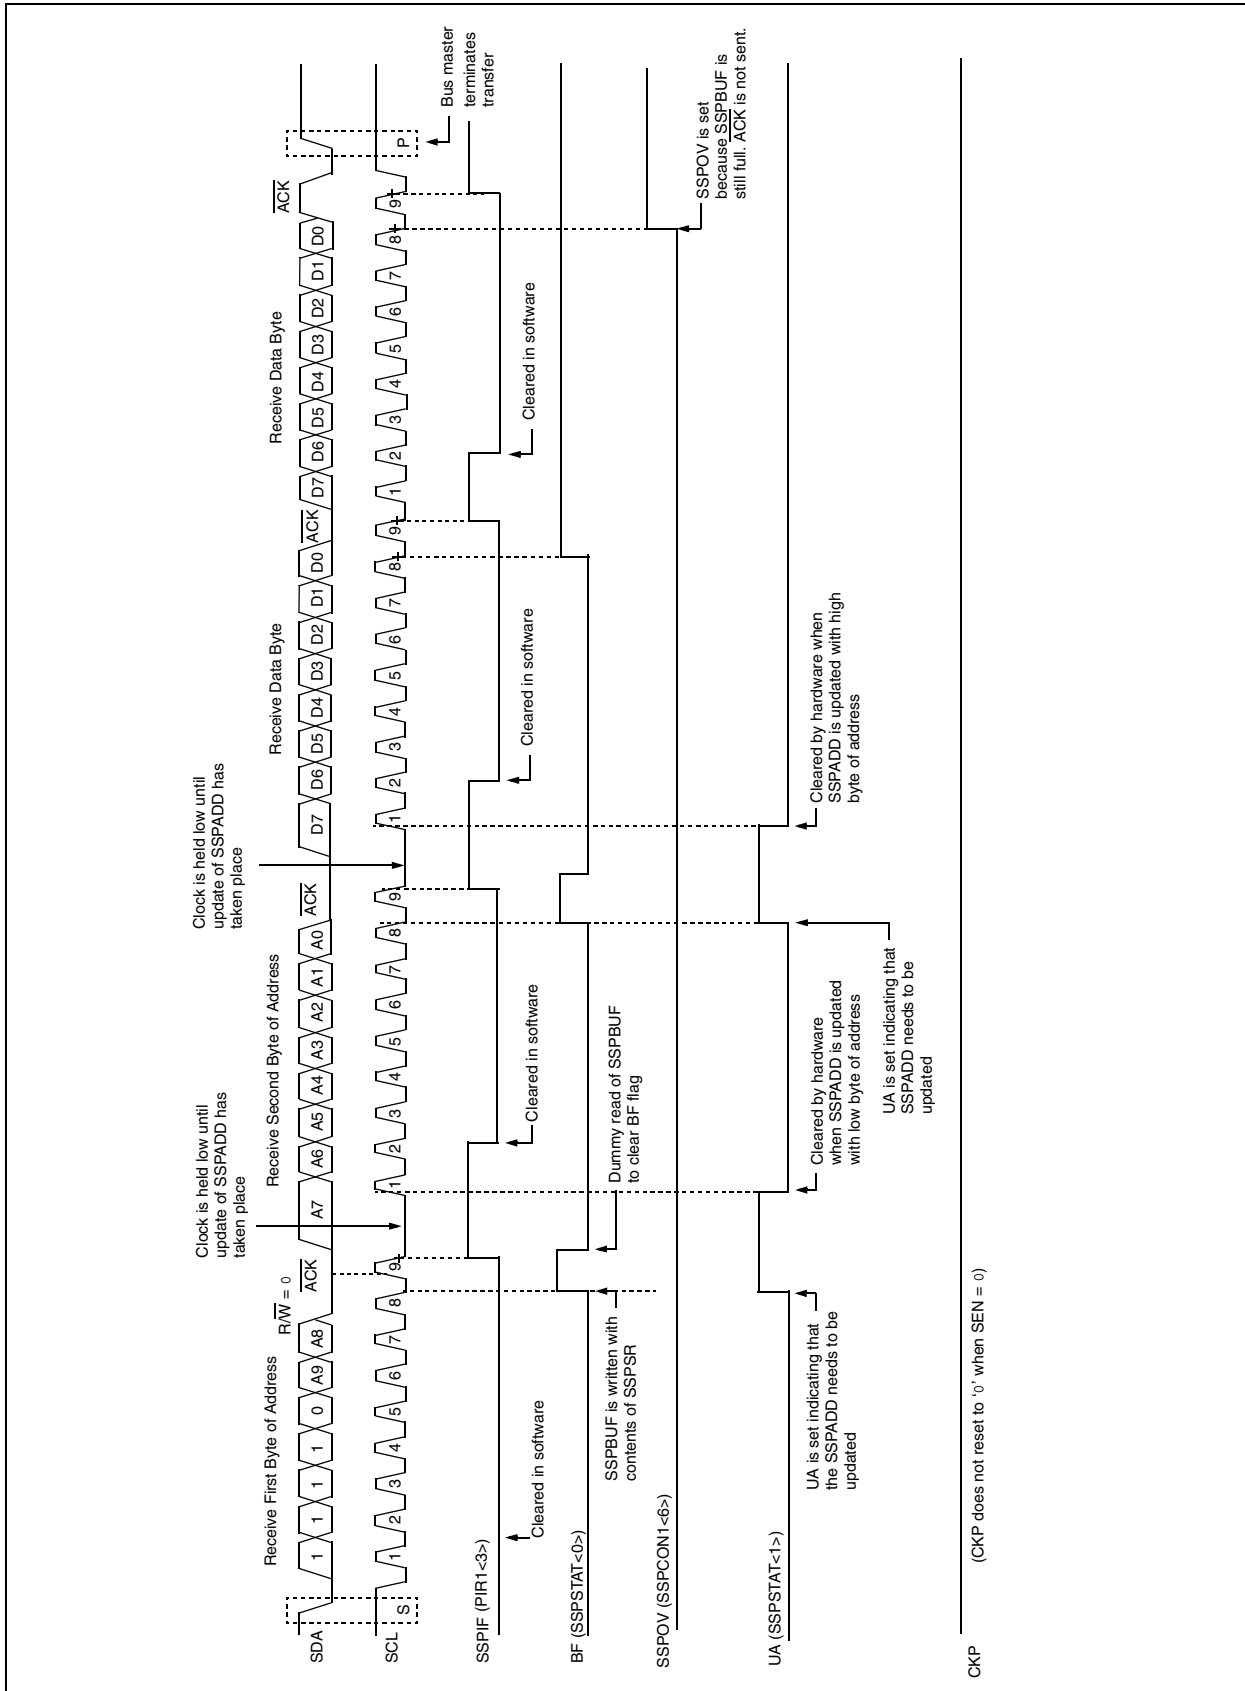 Receive First Byte of Address
R/W = 0
Receive Second Byte of Address
Receive Data Byte
Receive Data Byte
Clock is held low until
update of SSPADD has
taken place
Clock is held low until
update of SSPADD has
taken place
SDA
1 1 1 1 0 A9 A8 ACK A7 A6 A5 A4 A3 A2 A1 A0 ACK D7 D6 D5 D4 D3 D2 D1 D0 ACK D7 D6 D5 D4 D3 D2 D1 D0 ACK
SCL
S 1 2 3 4 5 6 7 8 9 1 2 3 4 5 6 7 8 9 1 2 3 4 5 6 7 8 9 1 2 3 4 5 6 7 8 9 P
Bus master
terminates
transfer
SSPIF (PIR1<3>)
Cleared in software
Cleared in software
Cleared in software
Cleared in software
BF (SSPSTAT<0>)
SSPBUF is written with
contents of SSPSR
Dummy read of SSPBUF
to clear BF flag
SSPOV (SSPCON1<6>)
SSPOV is set
because SSPBUF is
still full. ACK is not sent.
UA (SSPSTAT<1>)
UA is set indicating that
the SSPADD needs to be
updated
Cleared by hardware
when SSPADD is updated
with low byte of address
UA is set indicating that
SSPADD needs to be
updated
Cleared by hardware when
SSPADD is updated with high
byte of address
CKP
(CKP does not reset to ‘0’ when SEN = 0)